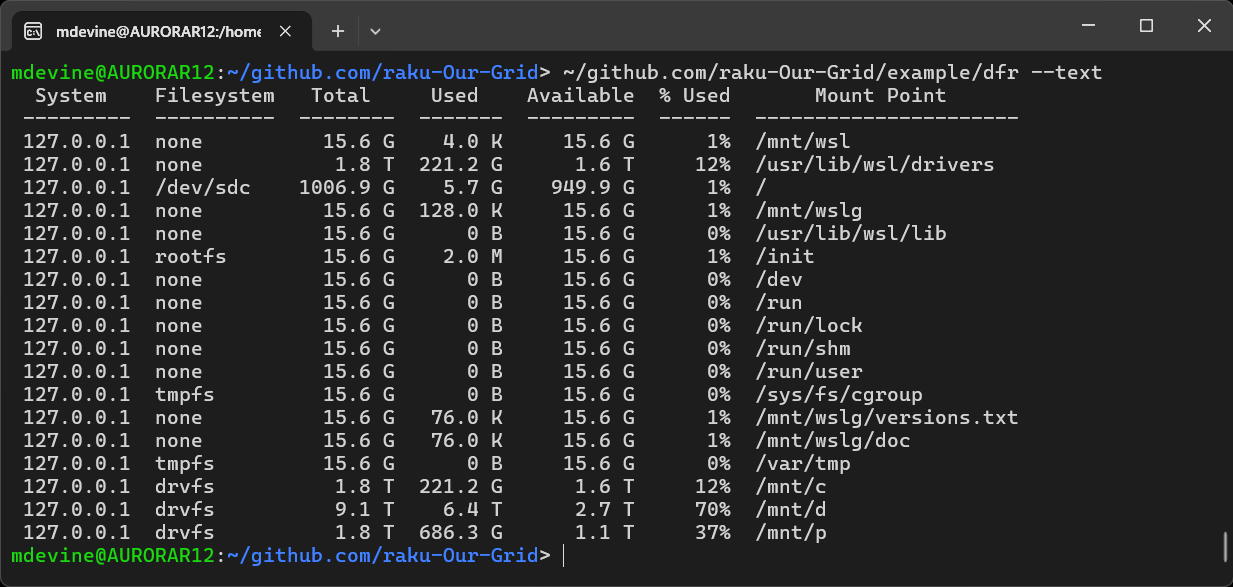 mdevine@AURORAR12:/home
mdevine@AURORAR12:~/github.com/raku-Our-Grid> ~/github.com/raku-Our-Grid/example/dfr --text
System Filesystem Total Used Available % Used Mount Point
--------- ---------- -------- ------- --------- ------ ----------------------
127.0.0.1 none 15.6 G 4.0 K 15.6 G 1% /mnt/wsl
127.0.0.1 none 1.8 T 221.2 G 1.6 T 12% /usr/lib/wsl/drivers
127.0.0.1 /dev/sdc 1006.9 G 5.7 G 949.9 G 1% /
127.0.0.1 none 15.6 G 128.0 K 15.6 G 1% /mnt/wslg
127.0.0.1 none 15.6 G 0 B 15.6 G 0% /usr/lib/wsl/lib
127.0.0.1 rootfs 15.6 G 2.0 M 15.6 G 1% /init
127.0.0.1 none 15.6 G 0 B 15.6 G 0% /dev
127.0.0.1 none 15.6 G 0 B 15.6 G 0% /run
127.0.0.1 none 15.6 G 0 B 15.6 G 0% /run/lock
127.0.0.1 none 15.6 G 0 B 15.6 G 0% /run/shm
127.0.0.1 none 15.6 G 0 B 15.6 G 0% /run/user
127.0.0.1 tmpfs 15.6 G 0 B 15.6 G 0% /sys/fs/cgroup
127.0.0.1 none 15.6 G 76.0 K 15.6 G 1% /mnt/wslg/versions.txt
127.0.0.1 none 15.6 G 76.0 K 15.6 G 1% /mnt/wslg/doc
127.0.0.1 tmpfs 15.6 G 0 B 15.6 G 0% /var/tmp
127.0.0.1 drvfs 1.8 T 221.2 G 1.6 T 12% /mnt/c
127.0.0.1 drvfs 9.1 T 6.4 T 2.7 T 70% /mnt/d
127.0.0.1 drvfs 1.8 T 686.3 G 1.1 T 37% /mnt/p
mdevine@AURORAR12:~/github.com/raku-Our-Grid>